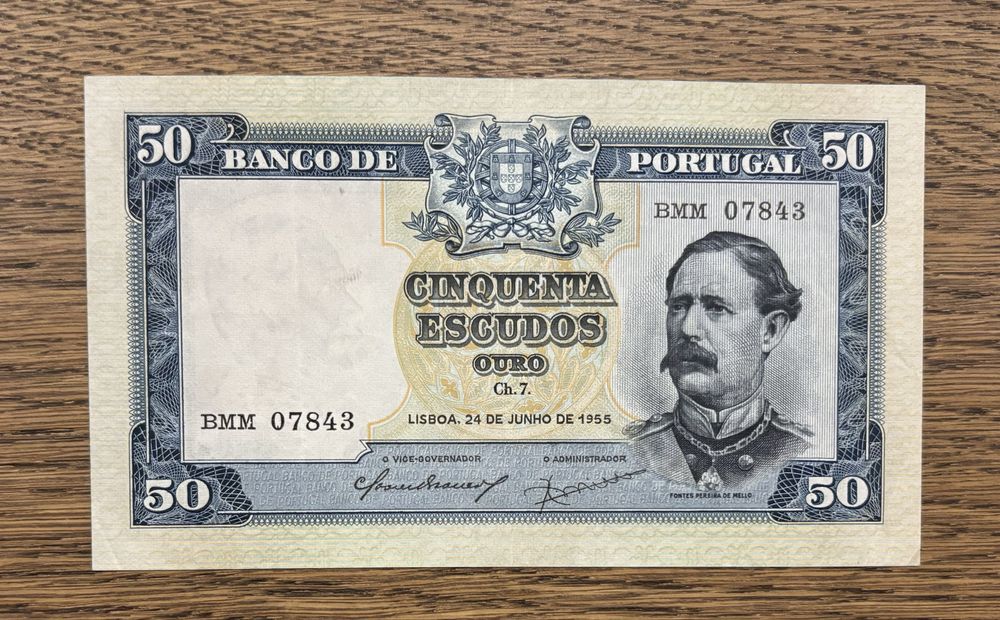 50 BANCO DE PORTUGAL 50
BMM 07843
CINQUENTA
ESCUDOS
OURO
Ch. 7.
BMM 07843
LISBOA, 24 DE JUNHO DE 1955
O VICE-GOVERNADOR O ADMINISTRADOR
FONTES PEREIRA DE MELLO
50 50